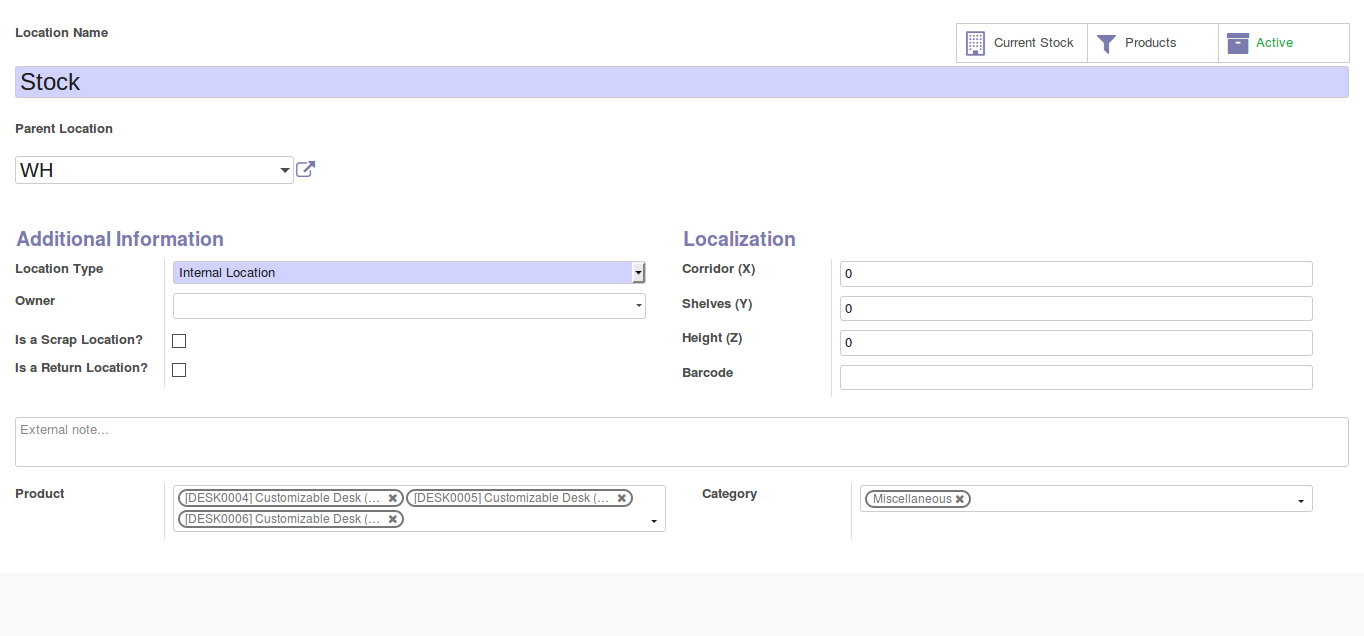 Location Name
Current Stock
Products
Active
Stock
Parent Location
WH
Additional Information
Location Type
Internal Location
Owner
Is a Scrap Location?
Is a Return Location?
Localization
Corridor (X)
0
Shelves (Y)
0
Height (Z)
0
Barcode
External note...
Product
[DESK0004] Customizable Desk (... ✖ [DESK0005] Customizable Desk (... ✖
[DESK0006] Customizable Desk (... ✖
Category
Miscellaneous ✖